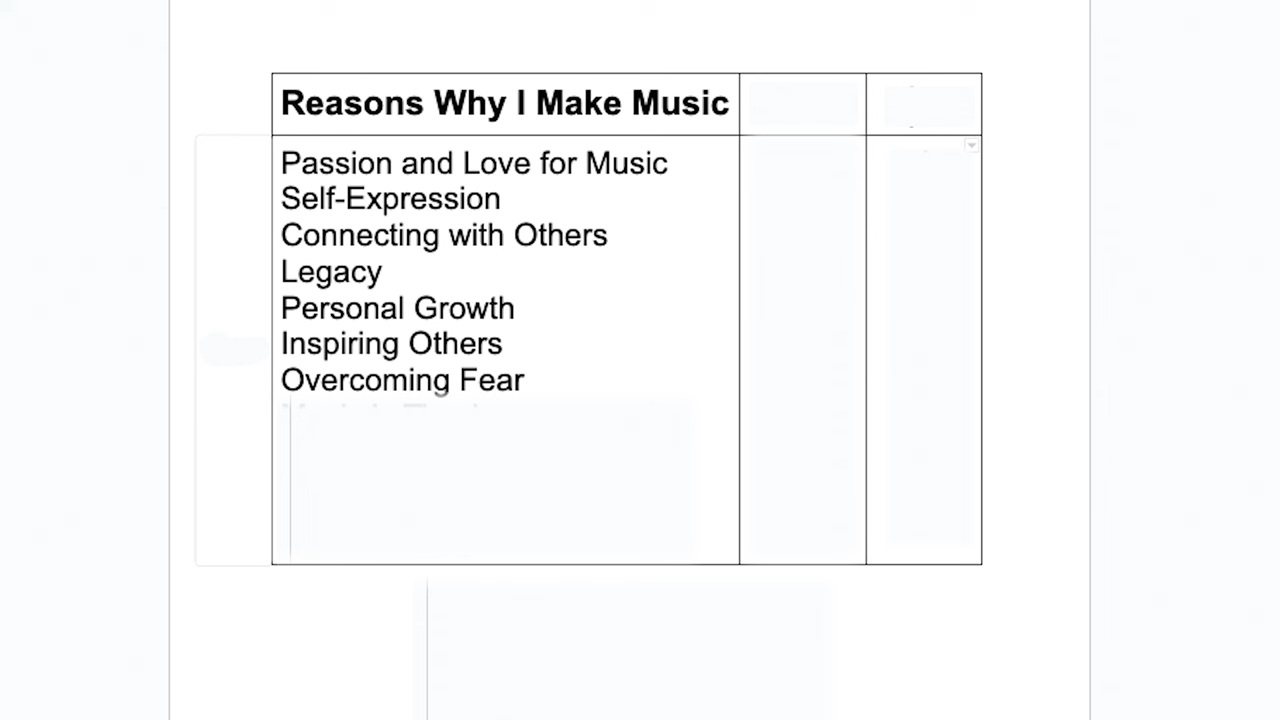 Reasons Why I Make Music
Passion and Love for Music
Self-Expression
Connecting with Others
Legacy
Personal Growth
Inspiring Others
Overcoming Fear